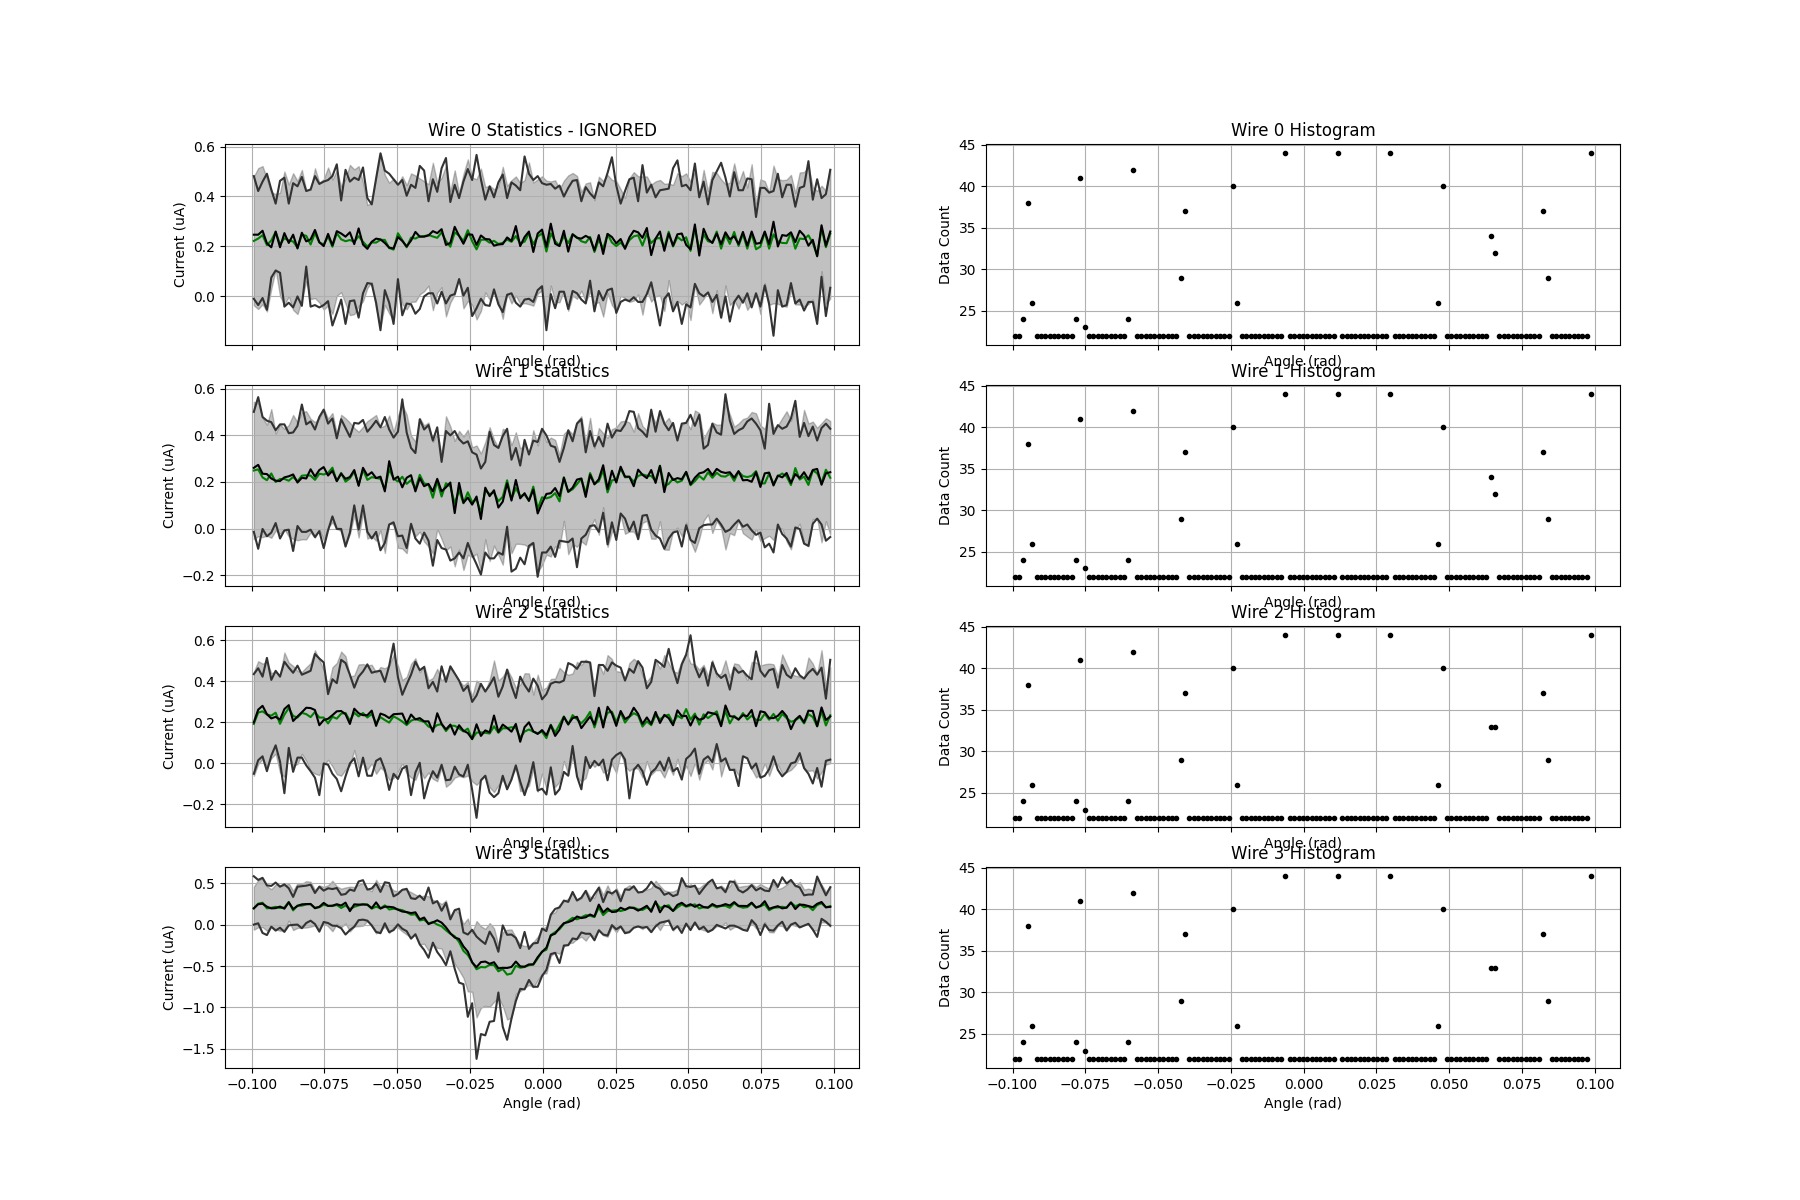 Wire 0 Statistics - IGNORED
Wire 0 Histogram
0.6
0.4
0.2
0.0
Current (uA)
Angle (rad)
45
40
35
30
25
Data Count
Angle (rad)
Wire 1 Statistics
Wire 1 Histogram
0.6
0.4
0.2
0.0
−0.2
Current (uA)
Angle (rad)
45
40
35
30
25
Data Count
Angle (rad)
Wire 2 Statistics
Wire 2 Histogram
0.6
0.4
0.2
0.0
−0.2
Current (uA)
Angle (rad)
45
40
35
30
25
Data Count
Angle (rad)
Wire 3 Statistics
Wire 3 Histogram
0.5
0.0
−0.5
−1.0
−1.5
Current (uA)
−0.100 −0.075 −0.050 −0.025 0.000 0.025 0.050 0.075 0.100
Angle (rad)
45
40
35
30
25
Data Count
−0.100 −0.075 −0.050 −0.025 0.000 0.025 0.050 0.075 0.100
Angle (rad)